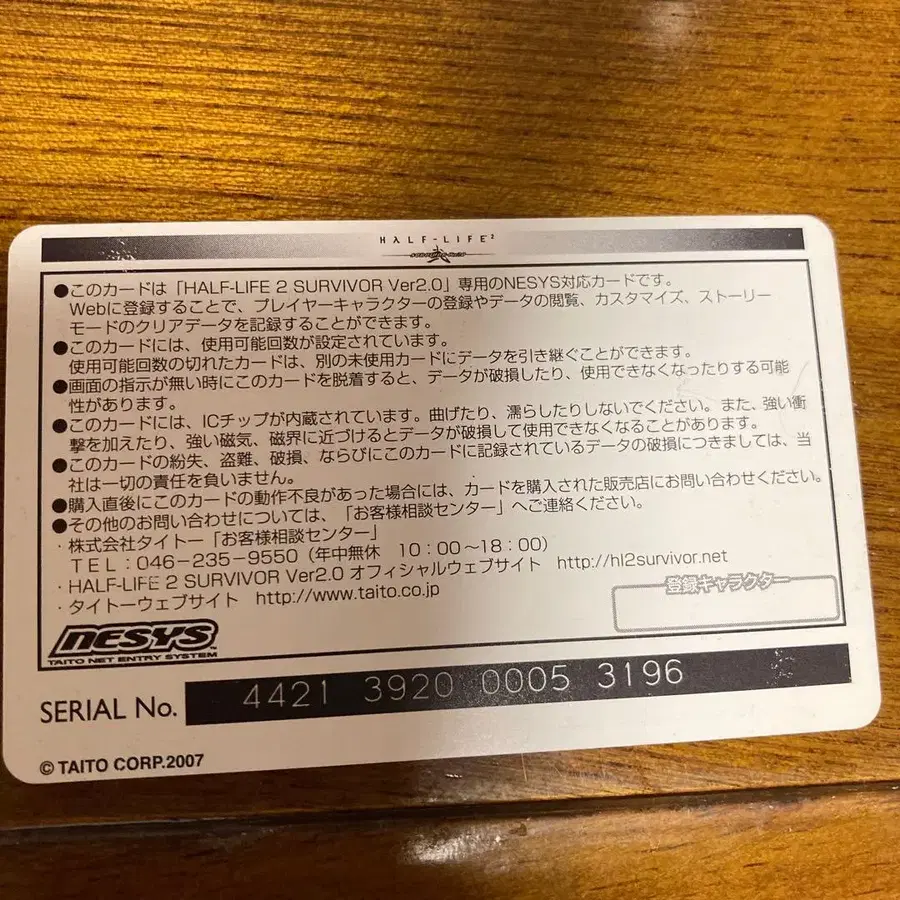 HALF-LIFE²
●このカードは「HALF-LIFE 2 SURVIVOR Ver2.0」専用のNESYS対応カードです。
Webに登録することで、プレイヤーキャラクターの登録やデータの閲覧、カスタマイズ、ストーリー
モードのクリアデータを記録することができます。
●このカードには、使用可能回数が設定されています。
使用可能回数の切れたカードは、別の未使用カードにデータを引き継ぐことができます。
●画面の指示が無い時にこのカードを脱着すると、データが破損したり、使用できなくなったりする可能
性があります。
●このカードには、ICチップが内蔵されています。曲げたり、濡らしたりしないでください。また、強い衝
撃を加えたり、強い磁気、磁界に近づけるとデータが破損して使用できなくなることがあります。
●このカードの紛失、盗難、破損、ならびにこのカードに記録されているデータの破損につきましては、当
社は一切の責任を負いません。
●購入直後にこのカードの動作不良があった場合には、カードを購入された販売店にお問い合わせください。
●その他のお問い合わせについては、「お客様相談センター」へご連絡ください。
・株式会社タイトー「お客様相談センター」
TEL:046-235-9550(年中無休 10:00~18:00)
・HALF-LIFE 2 SURVIVOR Ver2.0 オフィシャルウェブサイト http://hl2survivor.net
・タイトーウェブサイト http://www.taito.co.jp
登録キャラクター
NESYS™
TAITO NET ENTRY SYSTEM
SERIAL No. 4421 3920 0005 3196
© TAITO CORP.2007